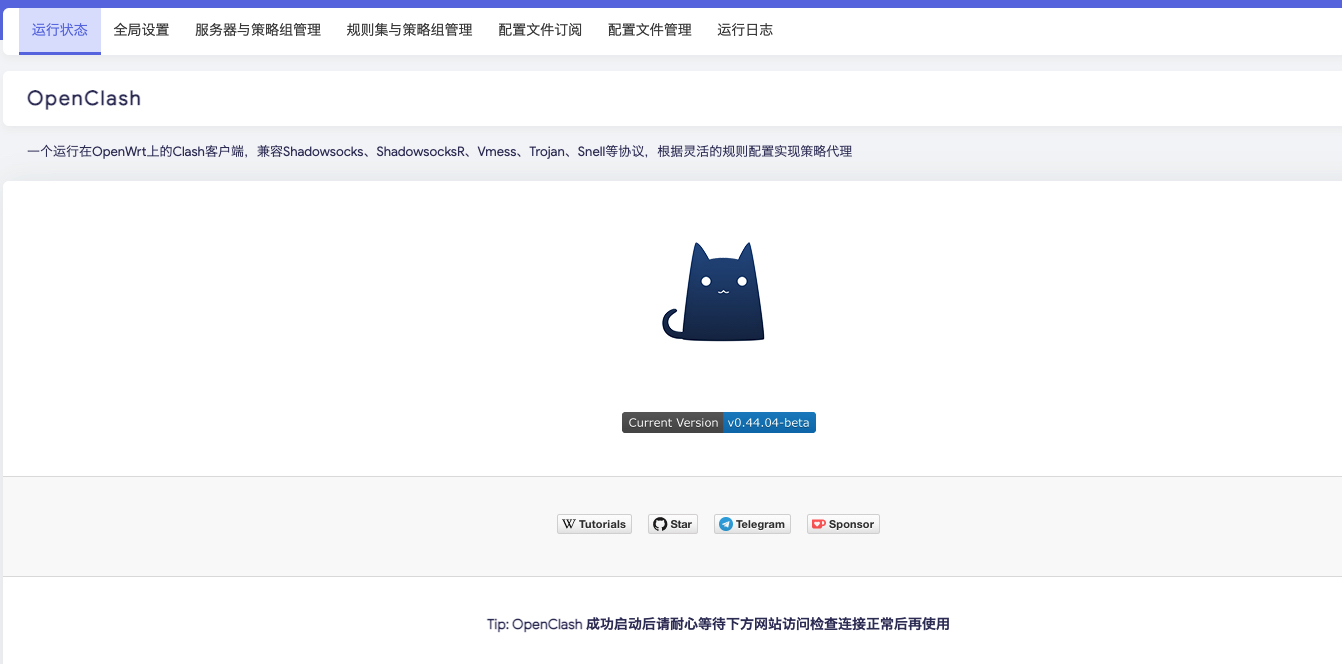 运行状态 全局设置 服务器与策略组管理 规则集与策略组管理 配置文件订阅 配置文件管理 运行日志
OpenClash
一个运行在OpenWrt上的Clash客户端，兼容Shadowsocks、ShadowsocksR、Vmess、Trojan、Snell等协议，根据灵活的规则配置实现策略代理
Current Version v0.44.04-beta
W Tutorials Star Telegram Sponsor
Tip: OpenClash 成功启动后请耐心等待下方网站访问检查连接正常后再使用